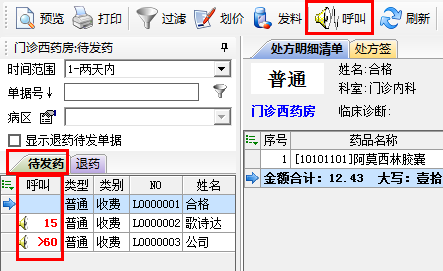 预览 打印 过滤 划价 发料 呼叫 刷新
门诊西药房:待发药
时间范围 1-两天内
单据号↓
病区
显示退药待发单据
待发药 退药
呼叫 类型 类别 NO 姓名
普通 收费 L0000001 合格
15 普通 收费 L0000002 歌诗达
>60 普通 收费 L0000003 公司
处方明细清单 处方签
普通
姓名:合格
科室:门诊内科
门诊西药房 临床诊断:
序号 药品名称
1 [10101101]阿莫西林胶囊
金额合计: 12.43 大写: 壹拾